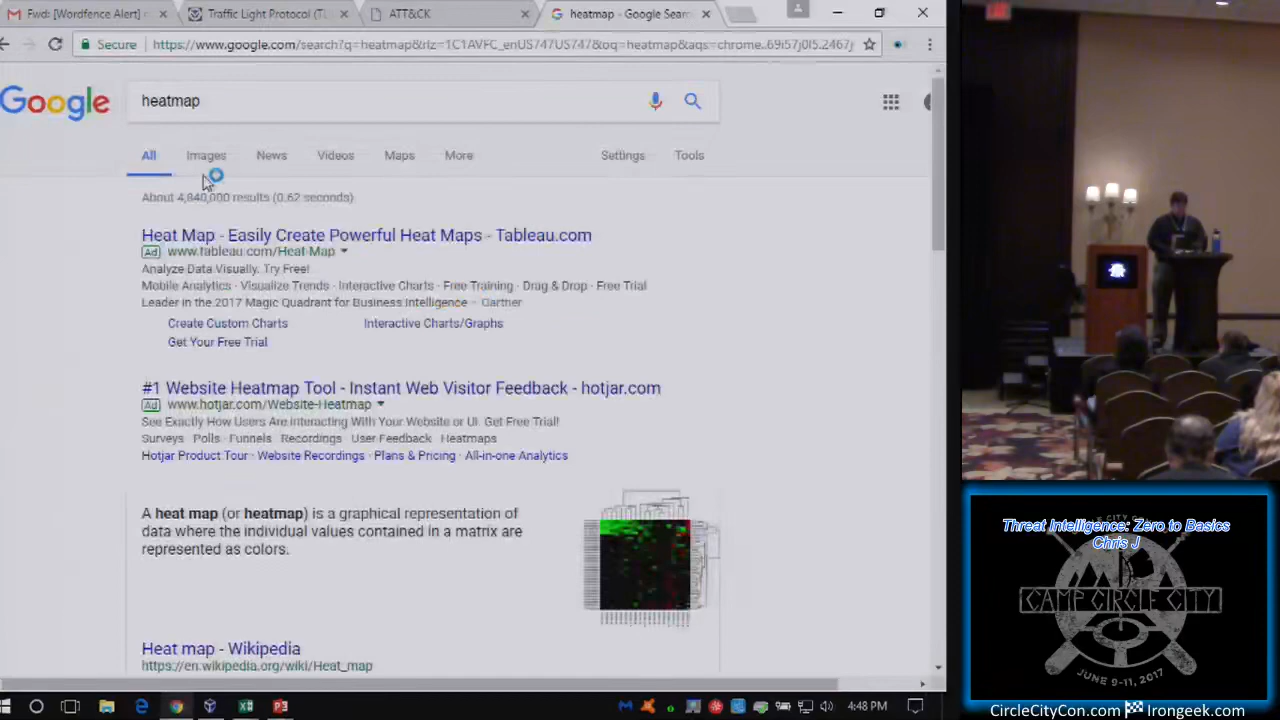 Fwd: [Wordfence Alert]
Traffic Light Protocol (TL
ATT&CK
heatmap - Google Sear
Secure
https://www.google.com/search?q=heatmap&rlz=1C1AVFC_enUS747US747&oq=heatmap&aqs=chrome..69i57j0l5.2467j
Google
heatmap
All
Images
News
Videos
Maps
More
Settings
Tools
About 4,840,000 results (0.62 seconds)
Heat Map - Easily Create Powerful Heat Maps - Tableau.com
Ad www.tableau.com/Heat-Map
Analyze Data Visually. Try Free!
Mobile Analytics · Visualize Trends · Interactive Charts · Free Training · Drag & Drop · Free Trial
Leader in the 2017 Magic Quadrant for Business Intelligence - Gartner
Create Custom Charts
Interactive Charts/Graphs
Get Your Free Trial
#1 Website Heatmap Tool - Instant Web Visitor Feedback - hotjar.com
Ad www.hotjar.com/Website-Heatmap
See Exactly How Users Are Interacting With Your Website or UI. Get Free Trial!
Surveys · Polls · Funnels · Recordings · User Feedback · Heatmaps
Hotjar Product Tour · Website Recordings · Plans & Pricing · All-in-one Analytics
A heat map (or heatmap) is a graphical representation of
data where the individual values contained in a matrix are
represented as colors.
Heat map - Wikipedia
https://en.wikipedia.org/wiki/Heat_map
4:48 PM
Threat Intelligence: Zero to Basics
Chris J
CAMP CIRCLE CITY
JUNE 9-11, 2017
CircleCityCon.com
Irongeek.com